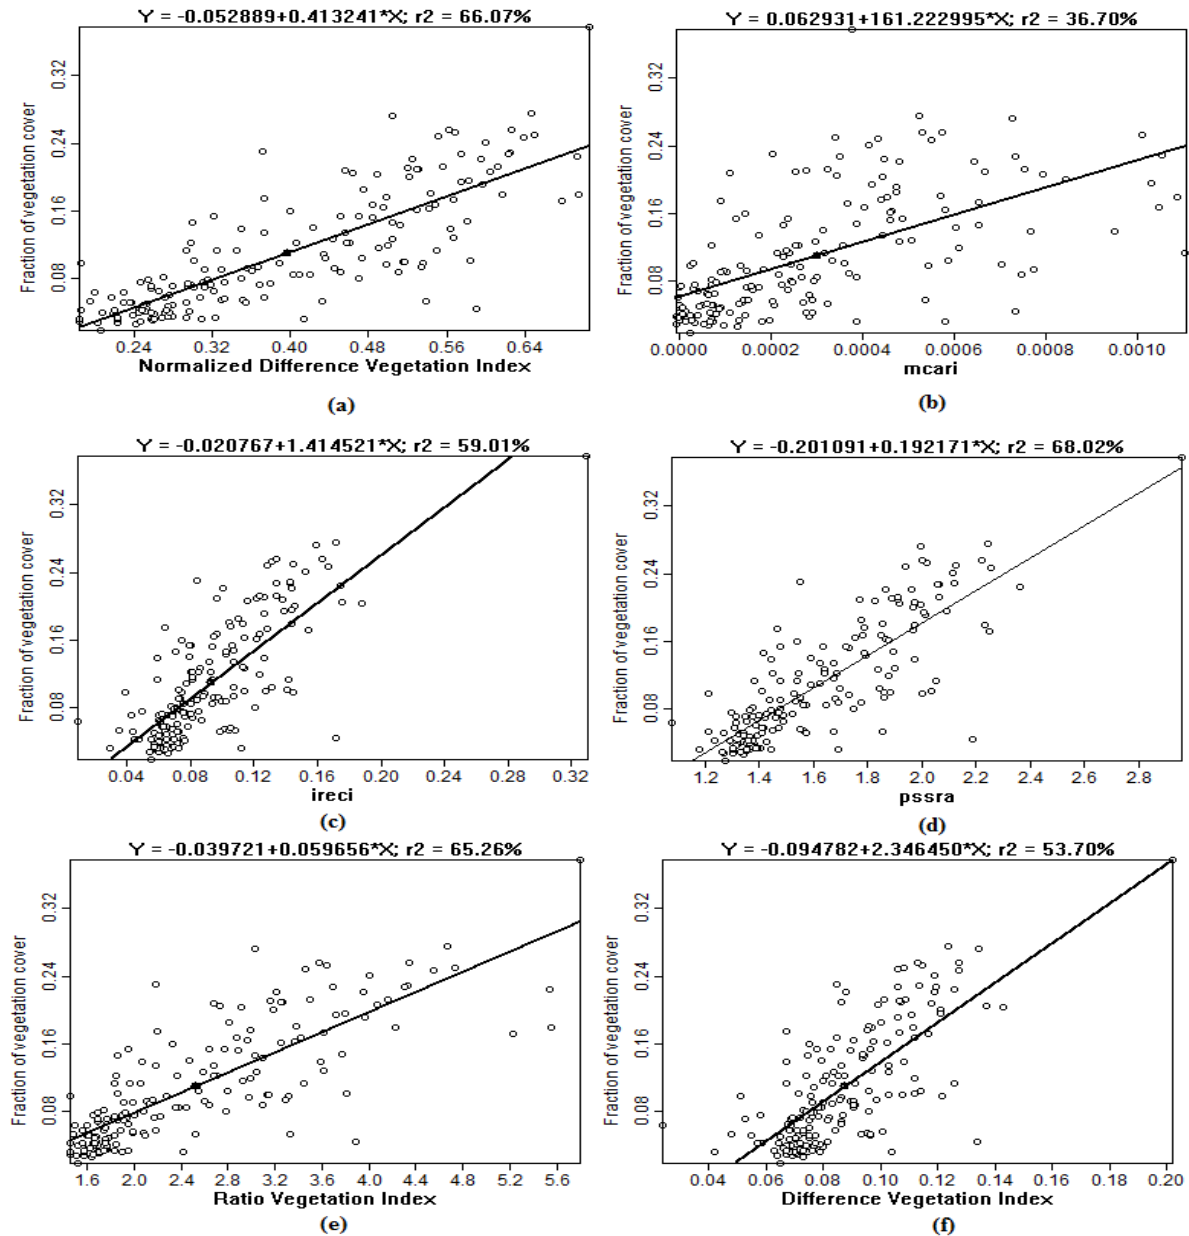 Y = -0.052889+0.413241*X; r2 = 66.07%
Fraction of vegetation cover
0.32
0.24
0.16
0.08
0.24 0.32 0.40 0.48 0.56 0.64
Normalized Difference Vegetation Index
(a)
Y = 0.062931+161.222995*X; r2 = 36.70%
Fraction of vegetation cover
0.32
0.24
0.16
0.08
0.0000 0.0002 0.0004 0.0006 0.0008 0.0010
mcari
(b)
Y = -0.020767+1.414521*X; r2 = 59.01%
Fraction of vegetation cover
0.32
0.24
0.16
0.08
0.04 0.08 0.12 0.16 0.20 0.24 0.28 0.32
ireci
(c)
Y = -0.201091+0.192171*X; r2 = 68.02%
Fraction of vegetation cover
0.32
0.24
0.16
0.08
1.2 1.4 1.6 1.8 2.0 2.2 2.4 2.6 2.8
pssra
(d)
Y = -0.039721+0.059656*X; r2 = 65.26%
Fraction of vegetation cover
0.32
0.24
0.16
0.08
1.6 2.0 2.4 2.8 3.2 3.6 4.0 4.4 4.8 5.2 5.6
Ratio Vegetation Index
(e)
Y = -0.094782+2.346450*X; r2 = 53.70%
Fraction of vegetation cover
0.32
0.24
0.16
0.08
0.04 0.06 0.08 0.10 0.12 0.14 0.16 0.18 0.20
Difference Vegetation Index
(f)